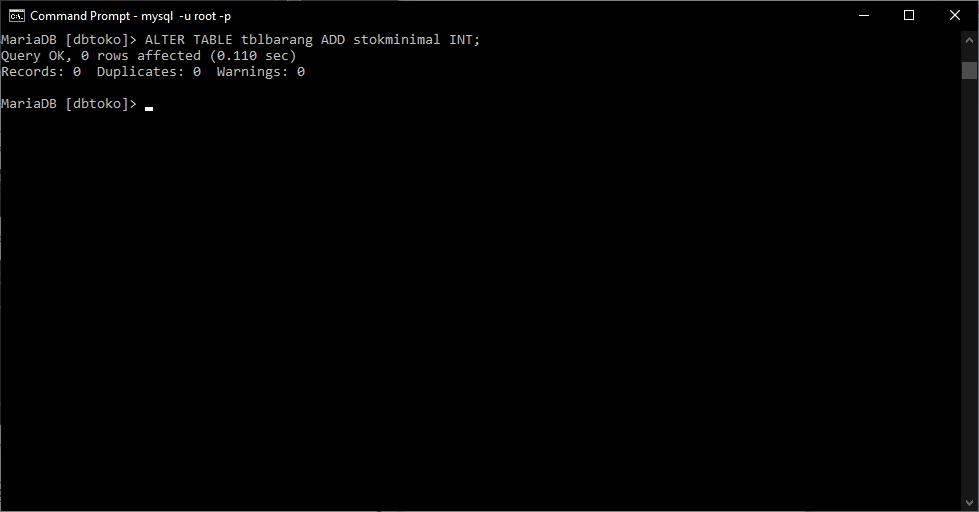 Command Prompt - mysql  -u root -p
MariaDB [dbtoko]> ALTER TABLE tblbarang ADD stokminimal INT;
Query OK, 0 rows affected (0.110 sec)
Records: 0  Duplicates: 0  Warnings: 0
MariaDB [dbtoko]>